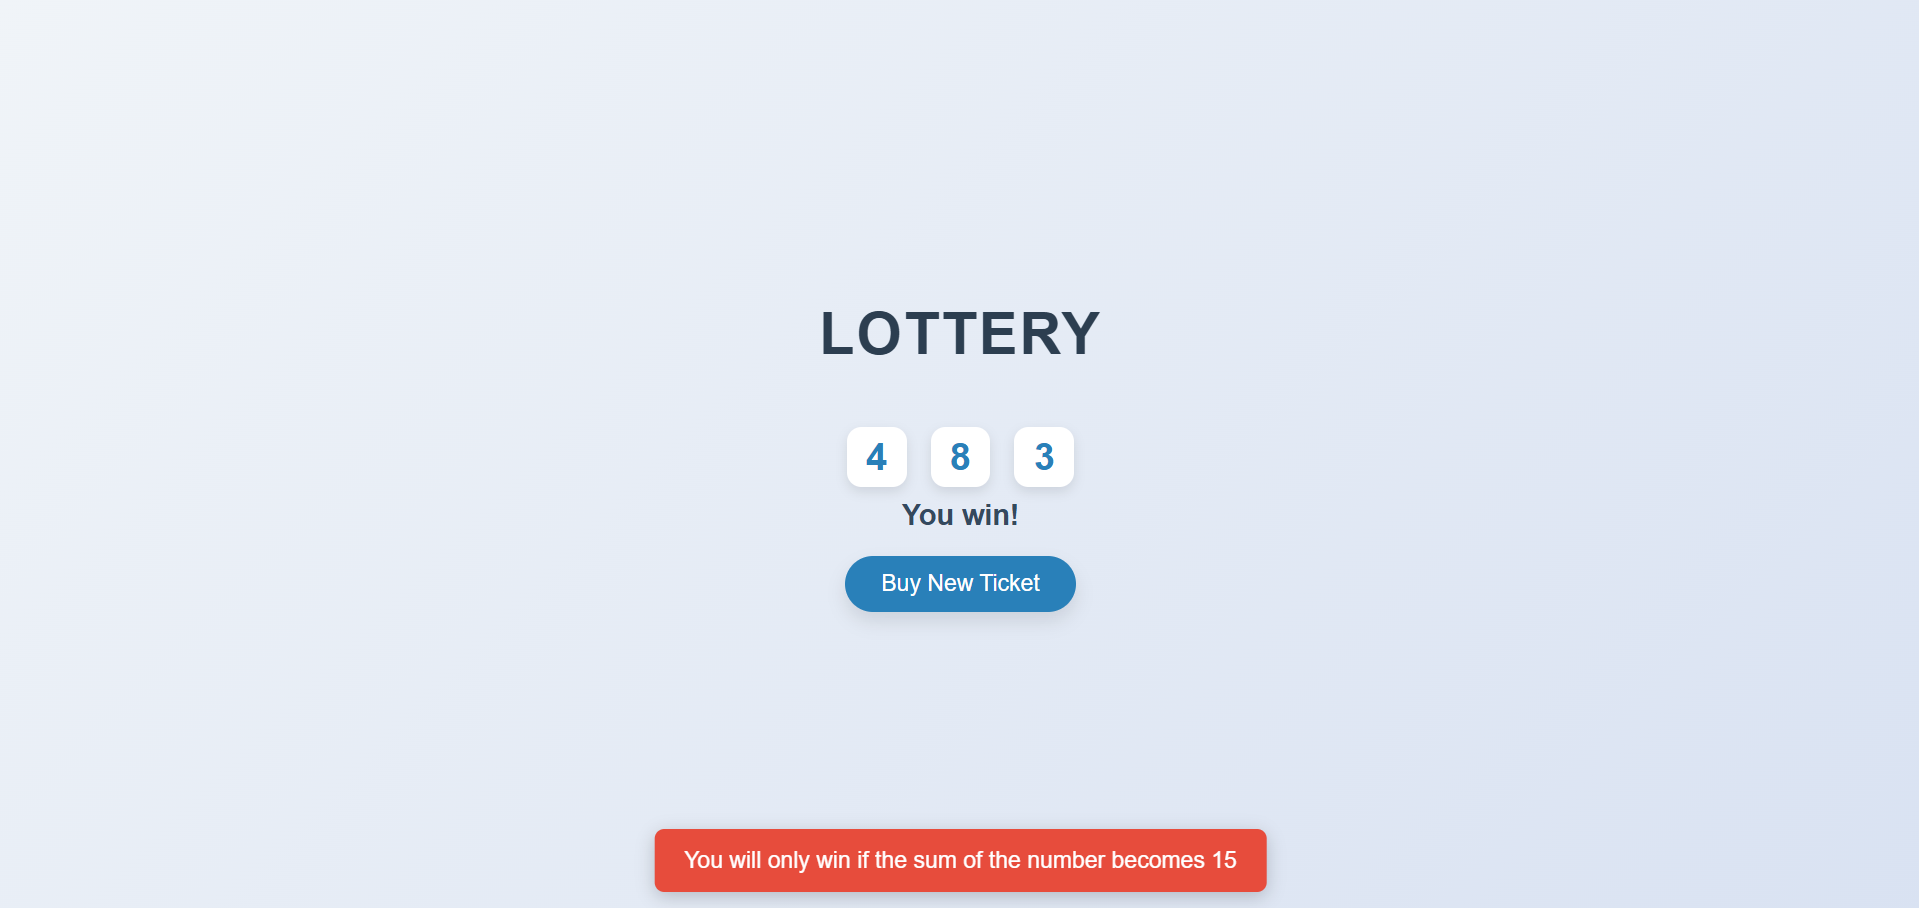 LOTTERY
4 8 3
You win!
Buy New Ticket
You will only win if the sum of the number becomes 15